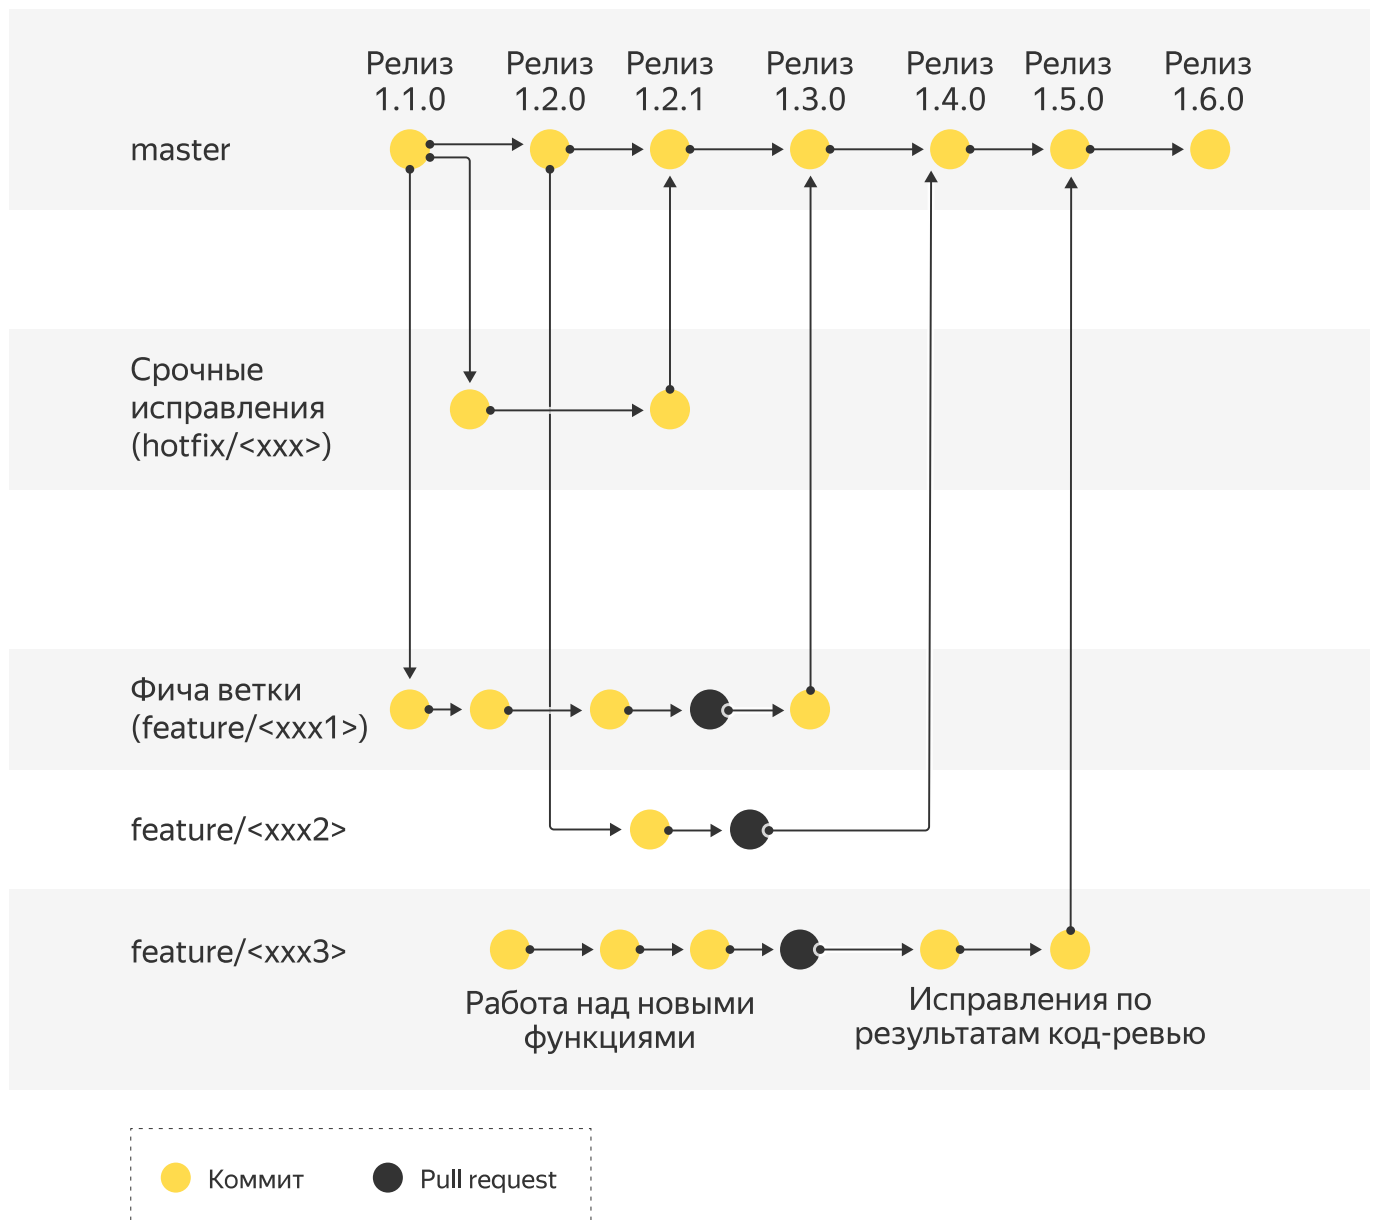 Релиз 1.1.0
Релиз 1.2.0
Релиз 1.2.1
Релиз 1.3.0
Релиз 1.4.0
Релиз 1.5.0
Релиз 1.6.0
master
Срочные
исправления
(hotfix/<xxx>)
Фича ветки
(feature/<xxx1>)
feature/<xxx2>
feature/<xxx3>
Работа над новыми
функциями
Исправления по
результатам код-ревью
Коммит
Pull request